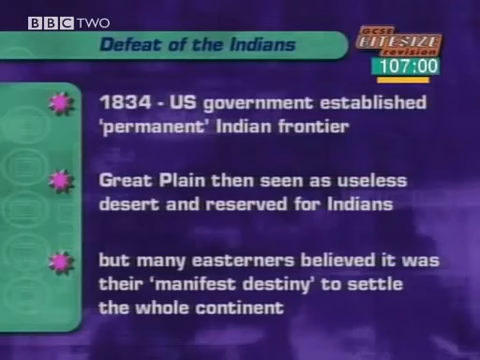 BBC TWO
Defeat of the Indians
GCSE
BITESIZE
revision
107:00
1834 - US government established
'permanent' Indian frontier
Great Plain then seen as useless
desert and reserved for Indians
but many easterners believed it was
their 'manifest destiny' to settle
the whole continent